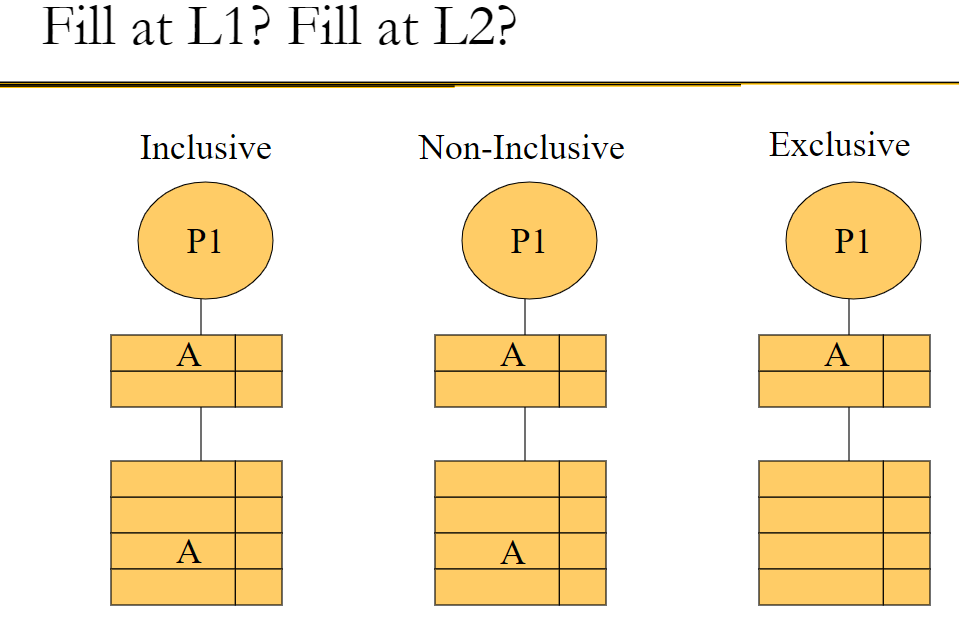 Fill at L1? Fill at L2?
Inclusive
Non-Inclusive
Exclusive
P1
P1
P1
A
A
A
A
A